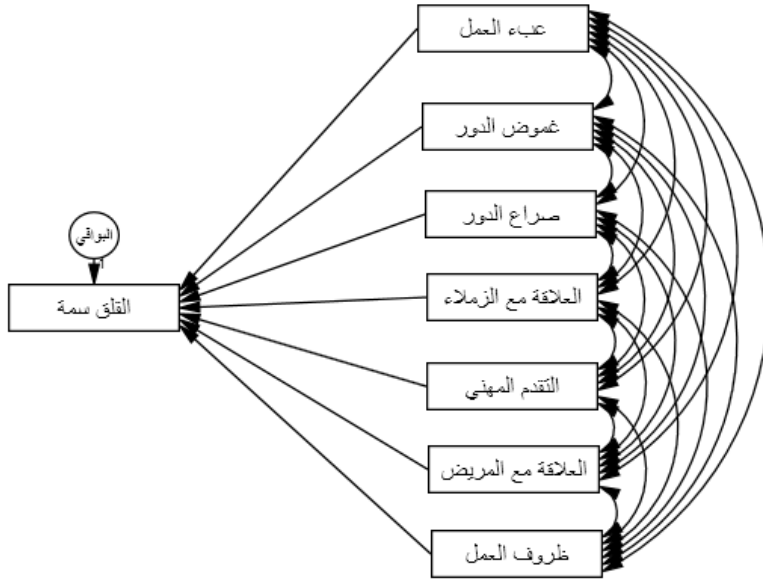 عبء العمل
غموض الدور
صراع الدور
البواقي
1
القلق سمة
العلاقة مع الزملاء
التقدم المهني
العلاقة مع المريض
ظروف العمل